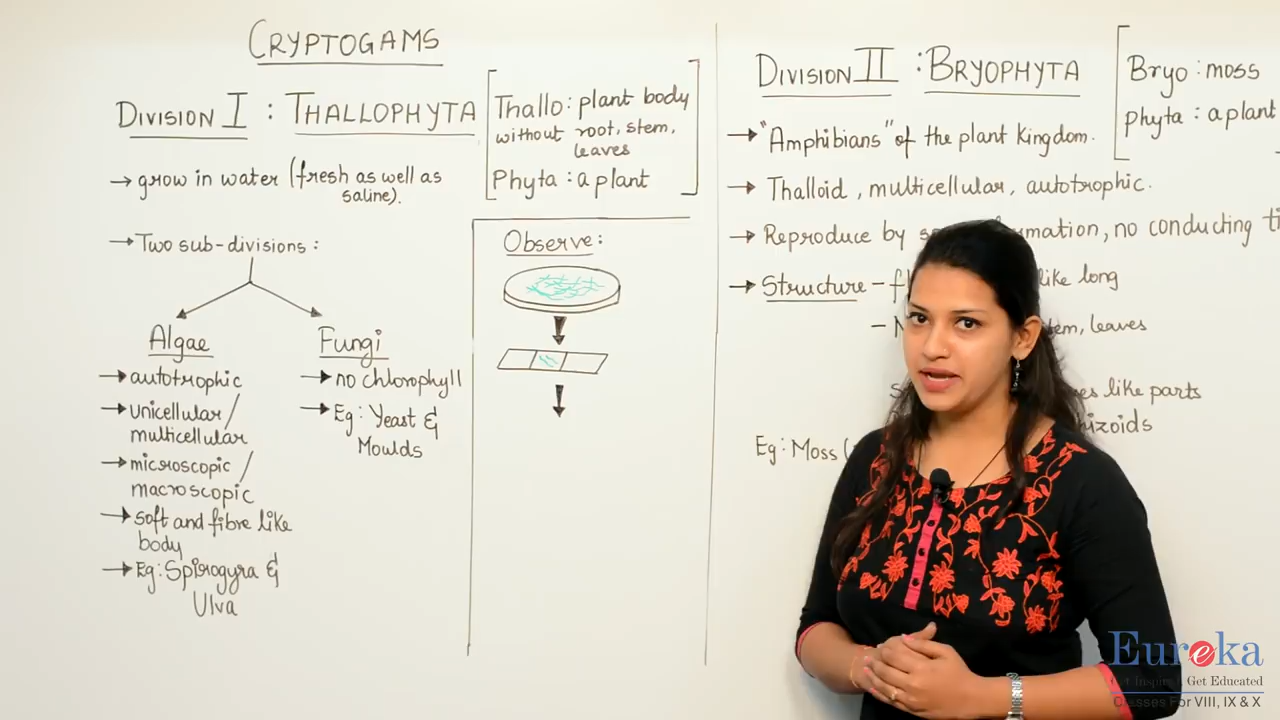 CRYPTOGAMS
DIVISION I : THALLOPHYTA
Thallo : plant body
without root, stem,
leaves
Phyta : a plant
→ grow in water (fresh as well as
saline).
→ Two sub-divisions :
Algae
→ autotrophic
→ unicellular /
multicellular
→ microscopic /
macroscopic
→ soft and fibre like
body
→ Eg : Spirogyra &
Ulva
Fungi
→ no chlorophyll
→ Eg : Yeast &
Moulds
Observe :
DIVISION II : BRYOPHYTA
Bryo : moss
phyta : a plant
→ "Amphibians" of the plant kingdom.
→ Thalloid, multicellular, autotrophic.
→ Reproduce by , no conducting
→ Structure -
like long
leaves
like parts
Eg : Moss (
Eureka
Get Inspired Get Educated
Classes For VIII, IX & X